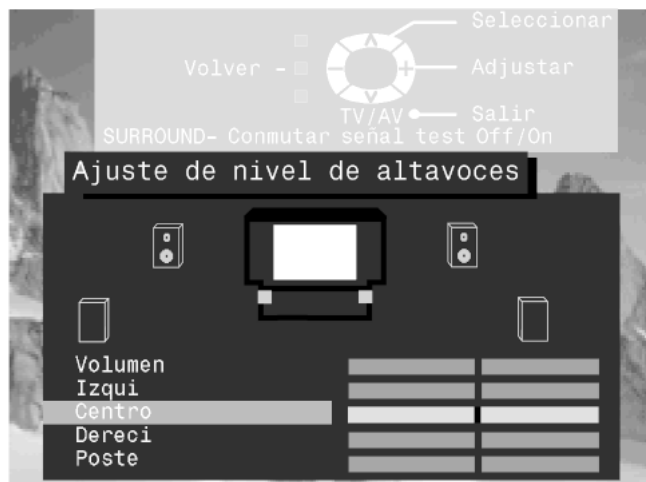 Seleccionar
Volver -
+ Adjustar
TV/AV Salir
SURROUND- Conmutar señal test Off/On
Ajuste de nivel de altavoces
Volumen
Izqui
Centro
Dereci
Poste